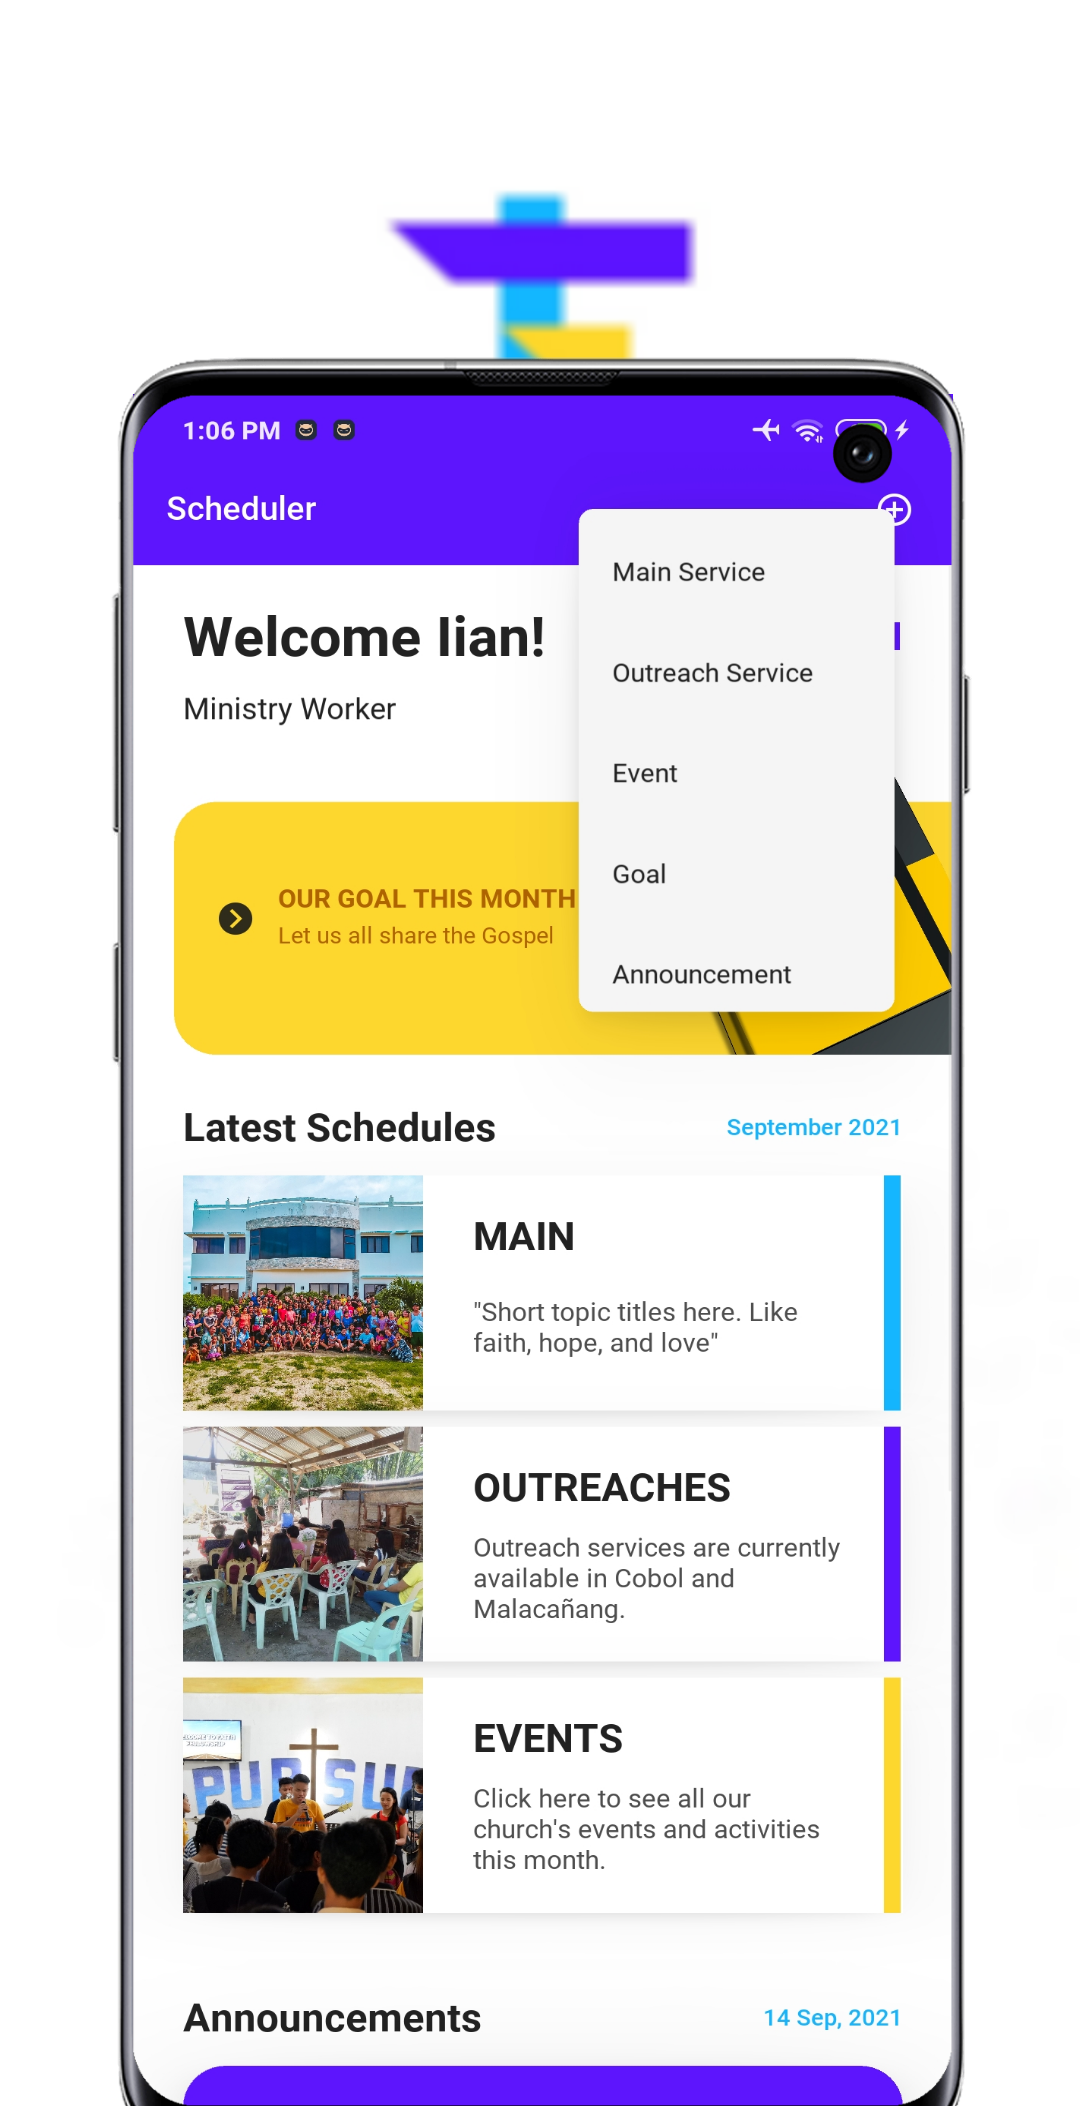 1:06 PM
Scheduler
Main Service
Outreach Service
Event
Goal
Announcement
Welcome Iian!
Ministry Worker
OUR GOAL THIS MONTH
Let us all share the Gospel
Latest Schedules
September 2021
MAIN
"Short topic titles here. Like
faith, hope, and love"
OUTREACHES
Outreach services are currently
available in Cobol and
Malacañang.
PURSU
EVENTS
Click here to see all our
church's events and activities
this month.
Announcements
14 Sep, 2021